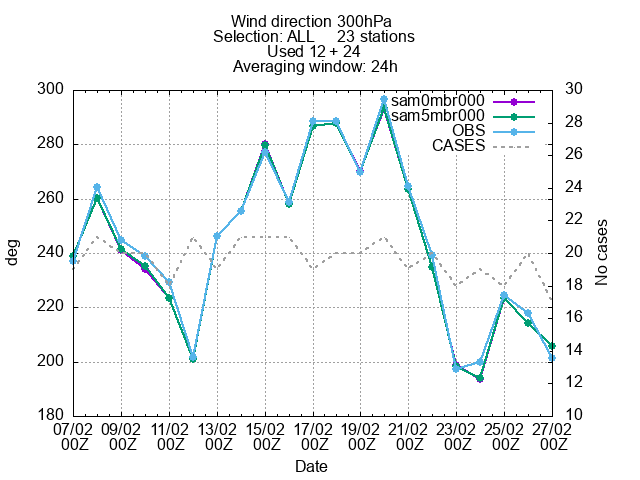 Wind direction 300hPa
Selection: ALL 23 stations
Used 12 + 24
Averaging window: 24h
300
280
260
240
220
200
180
deg
30
28
26
24
22
20
18
16
14
12
10
No cases
sam0mbr000
sam5mbr000
OBS
CASES
07/02 09/02 11/02 13/02 15/02 17/02 19/02 21/02 23/02 25/02 27/02
00Z 00Z 00Z 00Z 00Z 00Z 00Z 00Z 00Z 00Z 00Z
Date